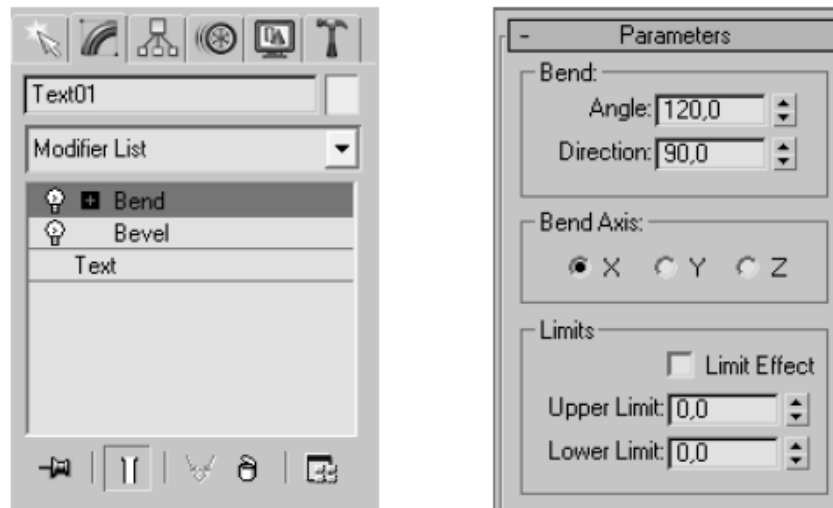 Text01
Modifier List
Bend
Bevel
Text
- Parameters
Bend:
Angle: 120,0
Direction: 90,0
Bend Axis:
X Y Z
Limits
Limit Effect
Upper Limit: 0,0
Lower Limit: 0,0